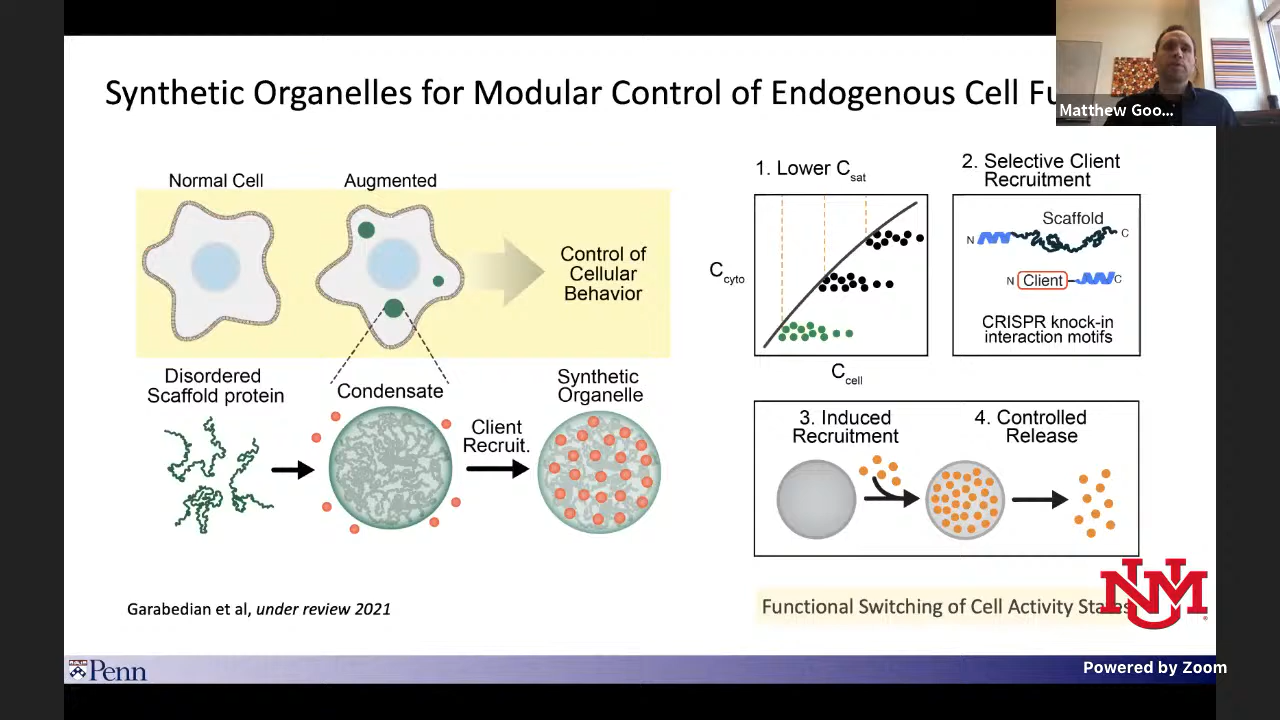 Synthetic Organelles for Modular Control of Endogenous Cell Fu
Matthew Goo...
Normal Cell
Augmented
Control of
Cellular
Behavior
Disordered
Scaffold protein
Condensate
Client
Recruit.
Synthetic
Organelle
1. Lower Csat
Ccyto
Ccell
2. Selective Client
Recruitment
Scaffold
N
C
N
Client
C
CRISPR knock-in
interaction motifs
3. Induced
Recruitment
4. Controlled
Release
Garabedian et al, under review 2021
Functional Switching of Cell Activity States
UNM
Penn
Powered by Zoom